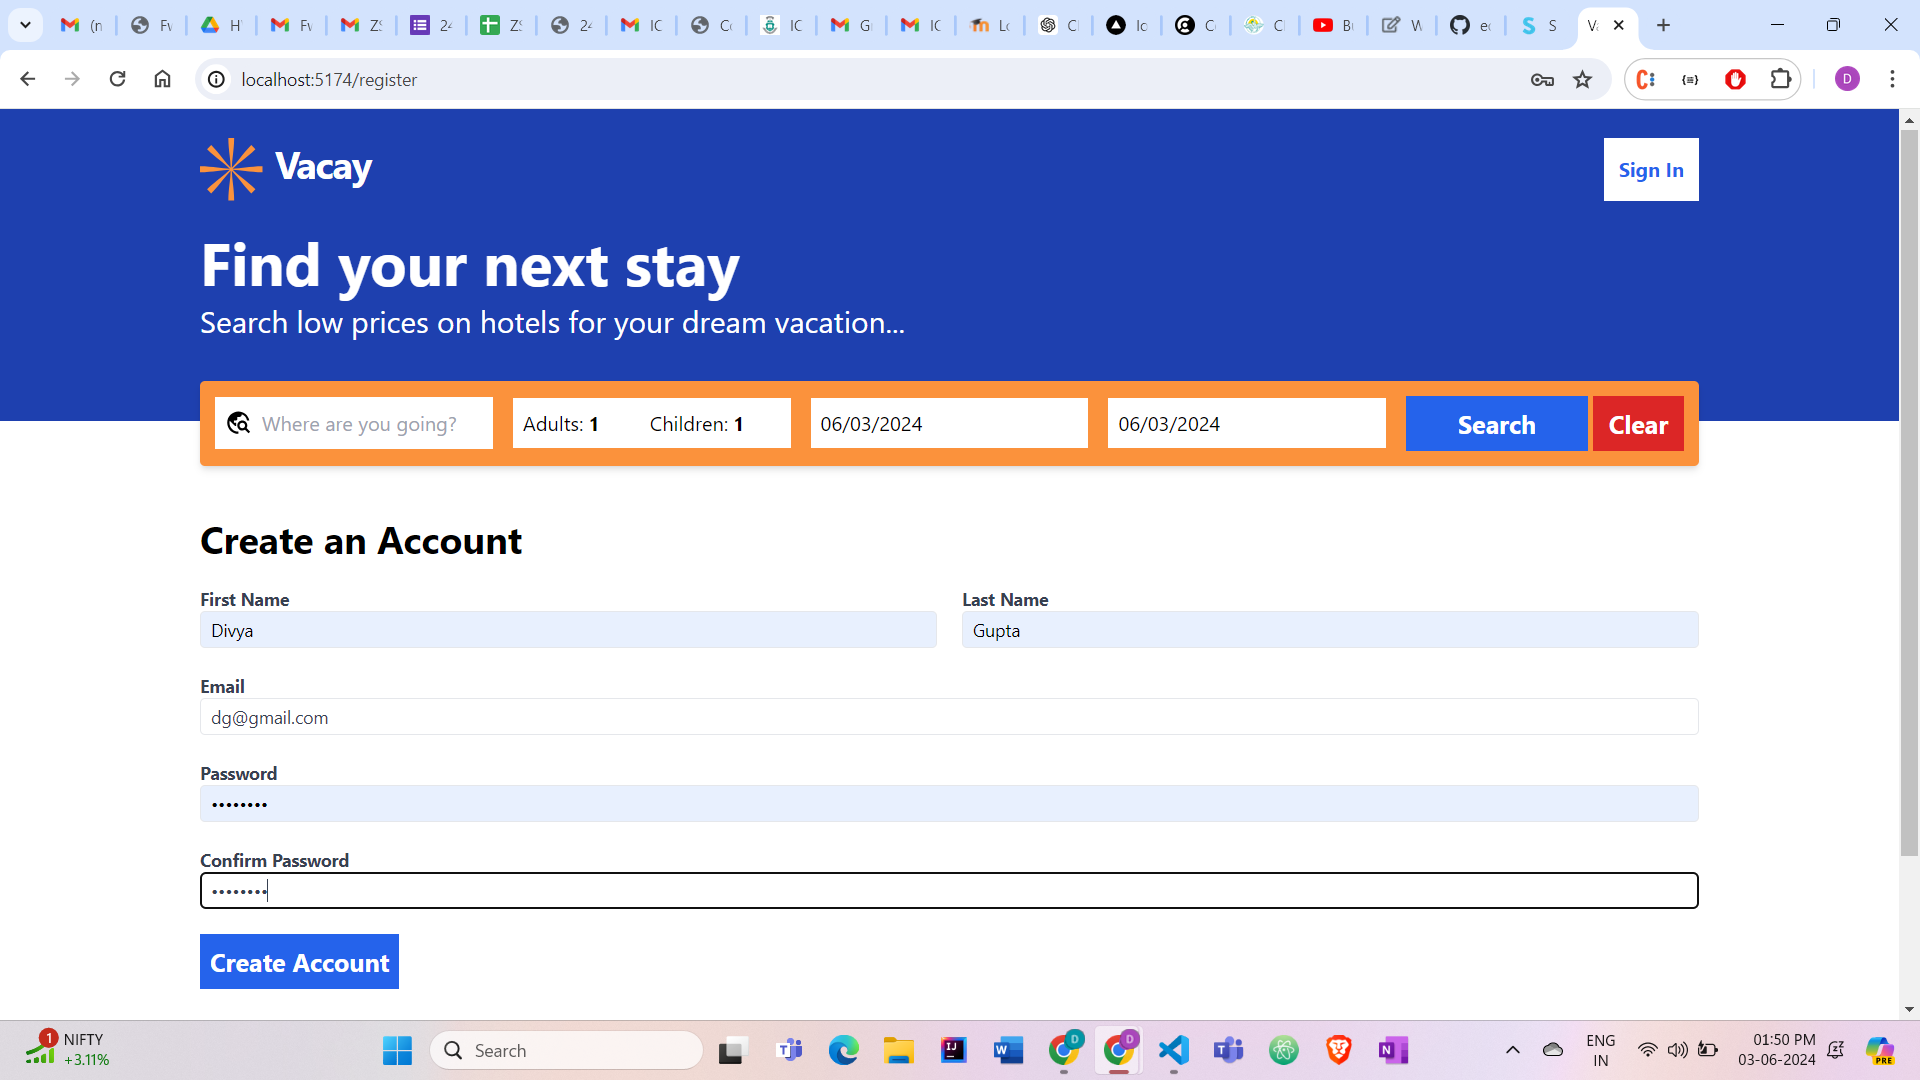 localhost:5174/register
D
Vacay
Sign In
Find your next stay
Search low prices on hotels for your dream vacation...
Where are you going?
Adults: 1
Children: 1
06/03/2024
06/03/2024
Search
Clear
Create an Account
First Name
Last Name
Divya
Gupta
Email
dg@gmail.com
Password
••••••••
Confirm Password
••••••••
Create Account
1
NIFTY
+3.11%
Search
ENG
IN
01:50 PM
03-06-2024
PRE